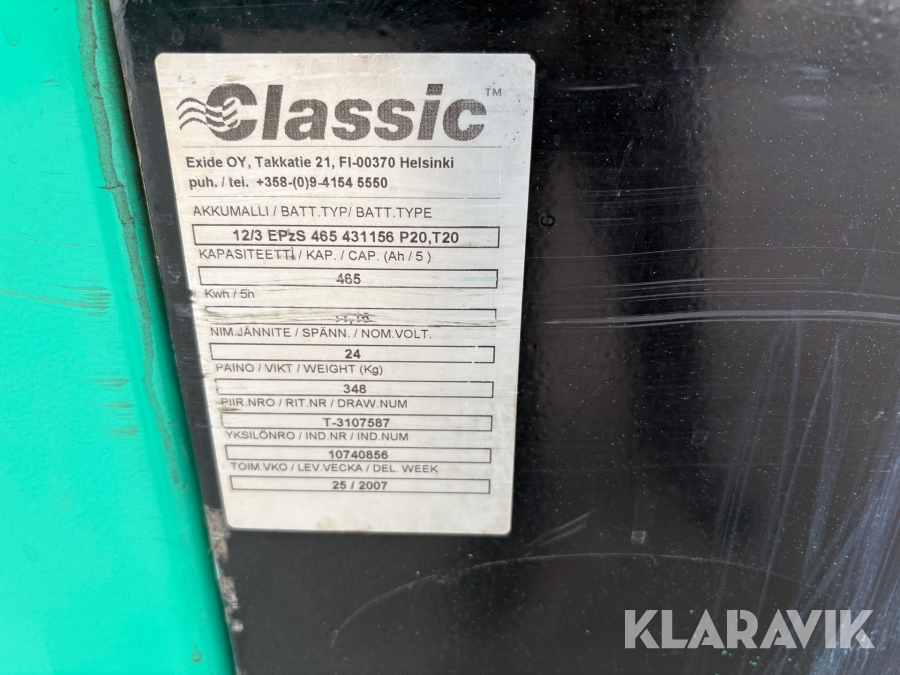 Classic™
Exide OY, Takkatie 21, FI-00370 Helsinki
puh. / tel. +358-(0)9-4154 5550
AKKUMALLI / BATT.TYP/ BATT.TYPE
12/3 EPzS 465 431156 P20,T20
KAPASITEETTI / KAP. / CAP. (Ah / 5 )
465
Kwh / 5h
NIM.JÄNNITE / SPÄNN. / NOM.VOLT.
24
PAINO / VIKT / WEIGHT (Kg)
348
PIIR.NRO / RIT.NR / DRAW.NUM
T-3107587
YKSILÖNRO / IND.NR / IND.NUM
10740856
TOIM.VKO / LEV.VECKA / DEL. WEEK
25 / 2007
KLARAVIK